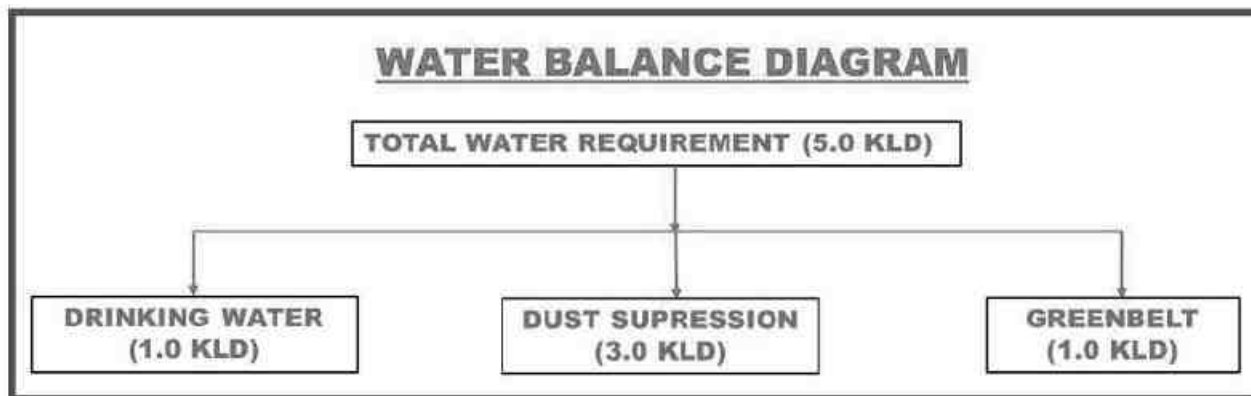 WATER BALANCE DIAGRAM
TOTAL WATER REQUIREMENT (5.0 KLD)
DRINKING WATER
(1.0 KLD)
DUST SUPRESSION
(3.0 KLD)
GREENBELT
(1.0 KLD)